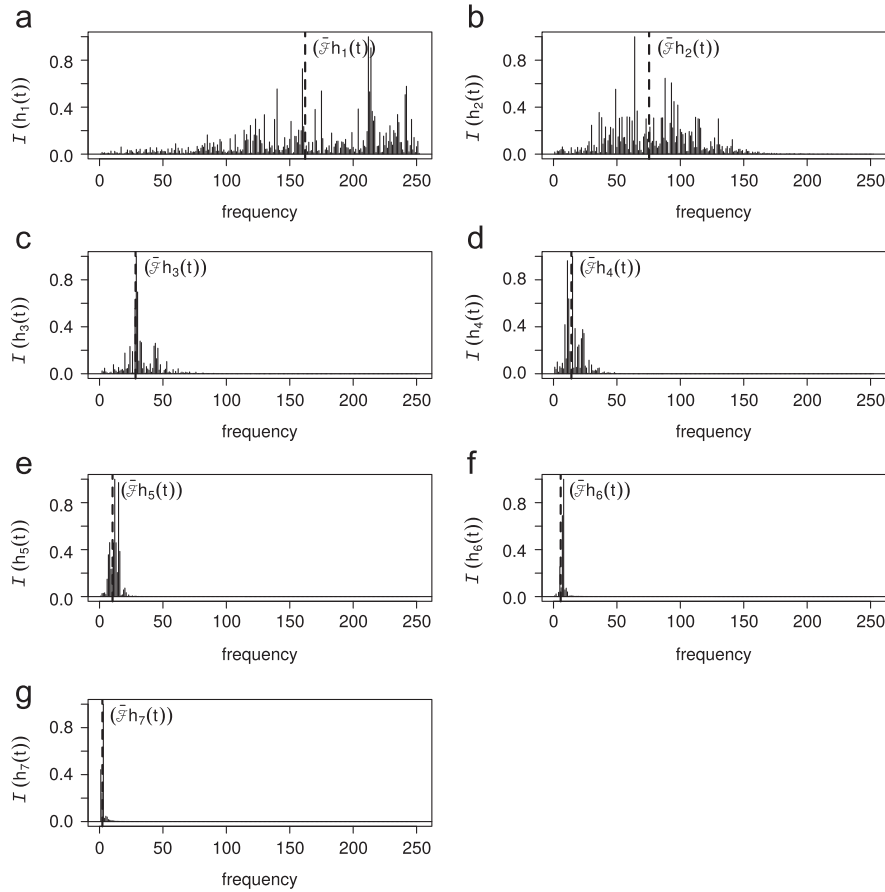 a
I (h₁(t))
0.0 0.4 0.8
(ℱ̄h₁(t))
0 50 100 150 200 250
frequency
b
I (h₂(t))
0.0 0.4 0.8
(ℱ̄h₂(t))
0 50 100 150 200 250
frequency
c
I (h₃(t))
0.0 0.4 0.8
(ℱ̄h₃(t))
0 50 100 150 200 250
frequency
d
I (h₄(t))
0.0 0.4 0.8
(ℱ̄h₄(t))
0 50 100 150 200 250
frequency
e
I (h₅(t))
0.0 0.4 0.8
(ℱ̄h₅(t))
0 50 100 150 200 250
frequency
f
I (h₆(t))
0.0 0.4 0.8
(ℱ̄h₆(t))
0 50 100 150 200 250
frequency
g
I (h₇(t))
0.0 0.4 0.8
(ℱ̄h₇(t))
0 50 100 150 200 250
frequency